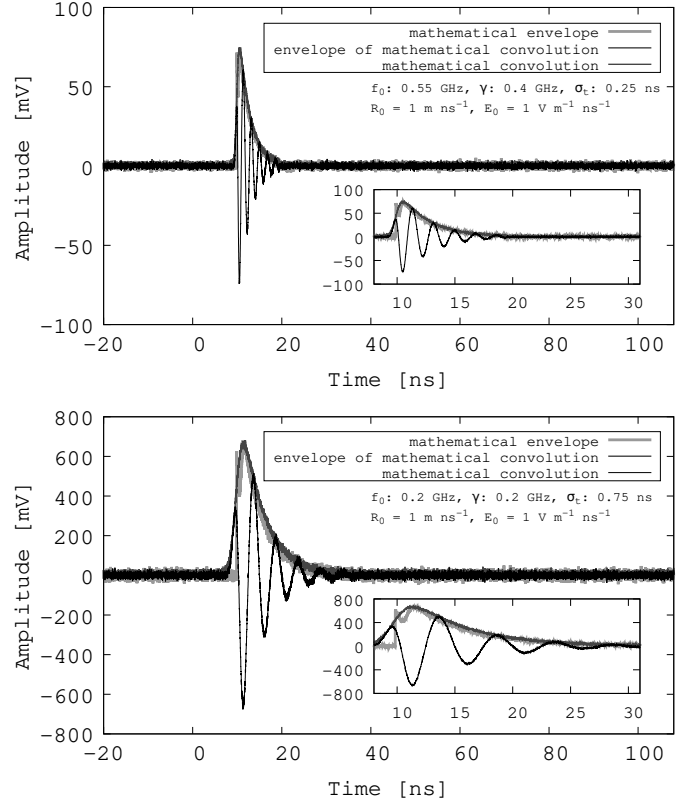 100
50
0
−50
−100
Amplitude [mV]
mathematical envelope
envelope of mathematical convolution
mathematical convolution
f₀: 0.55 GHz, γ: 0.4 GHz, σₜ: 0.25 ns
R₀ = 1 m ns⁻¹, E₀ = 1 V m⁻¹ ns⁻¹
100
50
0
−50
−100
10 15 20 25 30
−20 0 20 40 60 80 100
Time [ns]
800
600
400
200
0
−200
−400
−600
−800
Amplitude [mV]
mathematical envelope
envelope of mathematical convolution
mathematical convolution
f₀: 0.2 GHz, γ: 0.2 GHz, σₜ: 0.75 ns
R₀ = 1 m ns⁻¹, E₀ = 1 V m⁻¹ ns⁻¹
800
400
0
−400
−800
10 15 20 25 30
−20 0 20 40 60 80 100
Time [ns]